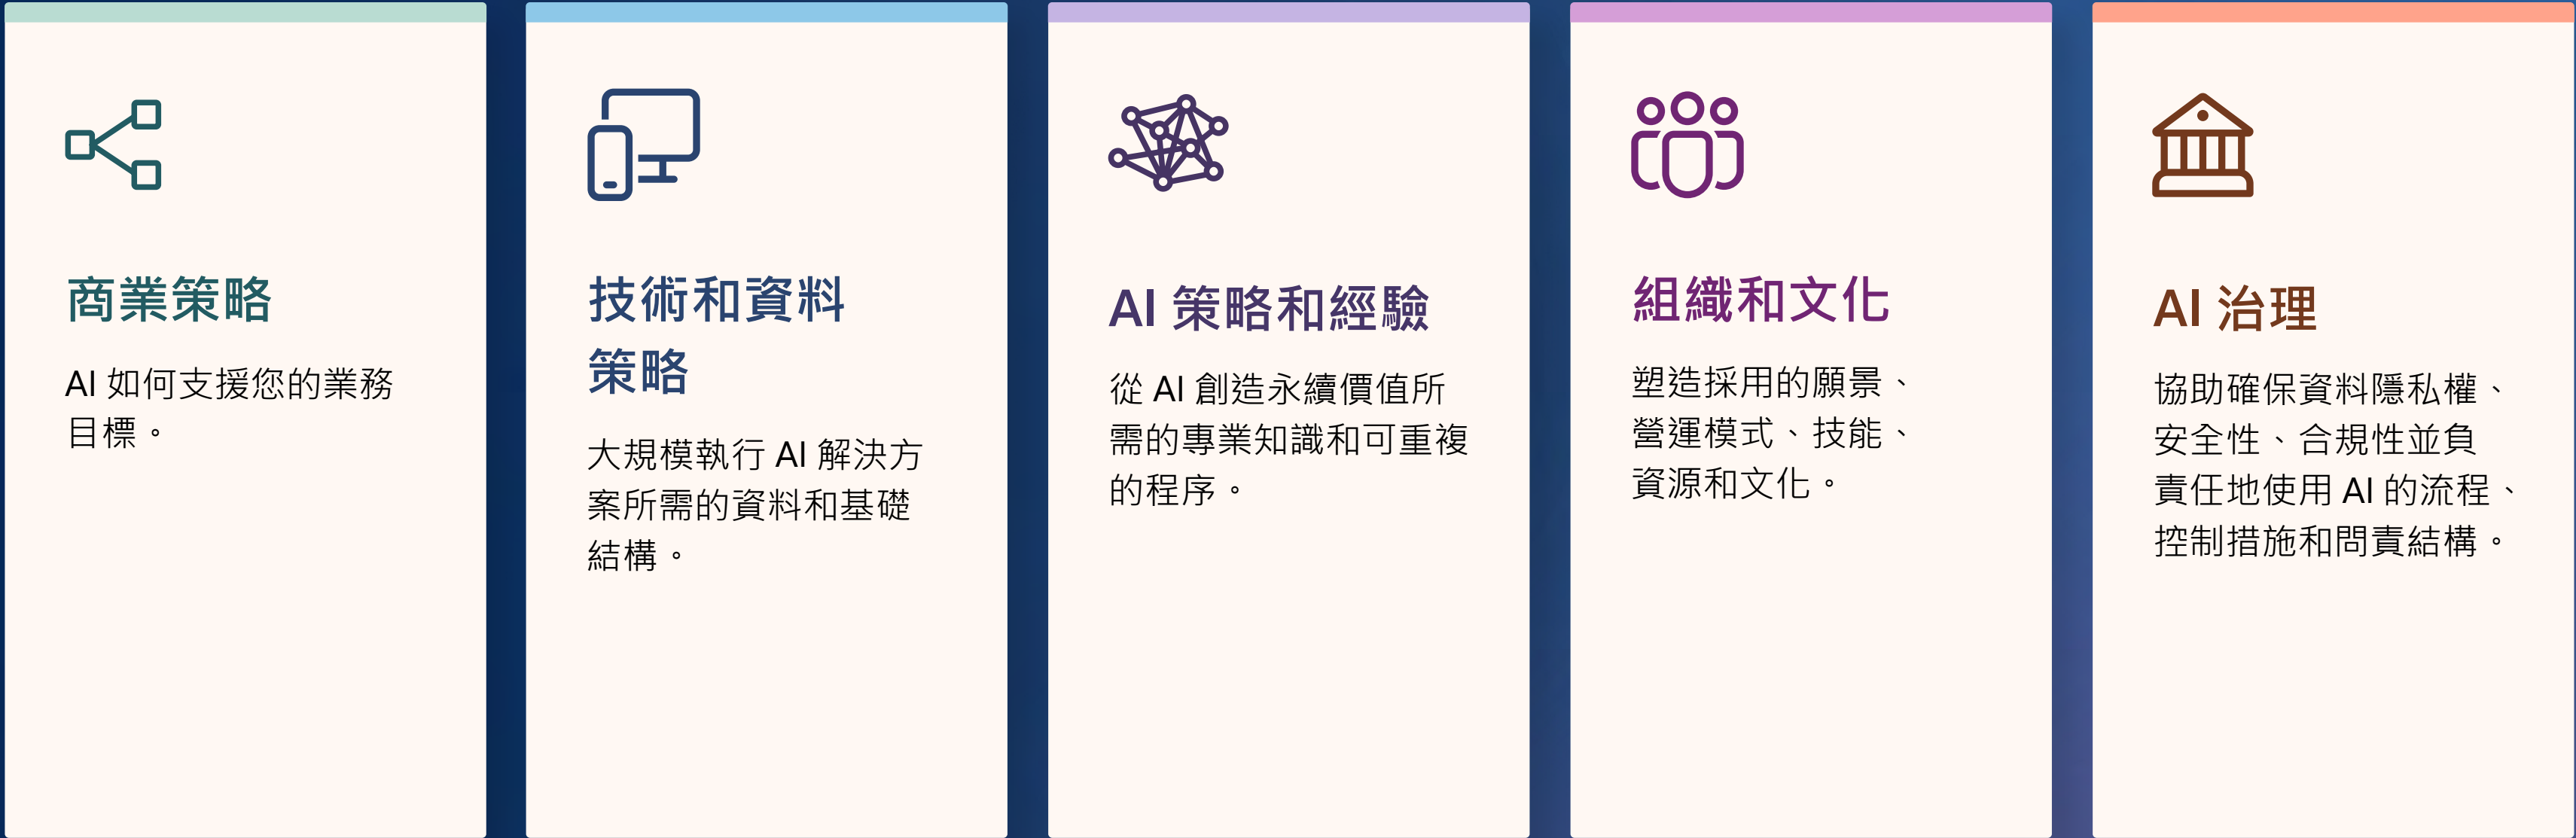 商業策略
AI 如何支援您的業務
目標。
技術和資料
策略
大規模執行 AI 解決方
案所需的資料和基礎
結構。
AI 策略和經驗
從 AI 創造永續價值所
需的專業知識和可重複
的程序。
組織和文化
塑造採用的願景、
營運模式、技能、
資源和文化。
AI 治理
協助確保資料隱私權、
安全性、合規性並負
責任地使用 AI 的流程、
控制措施和問責結構。